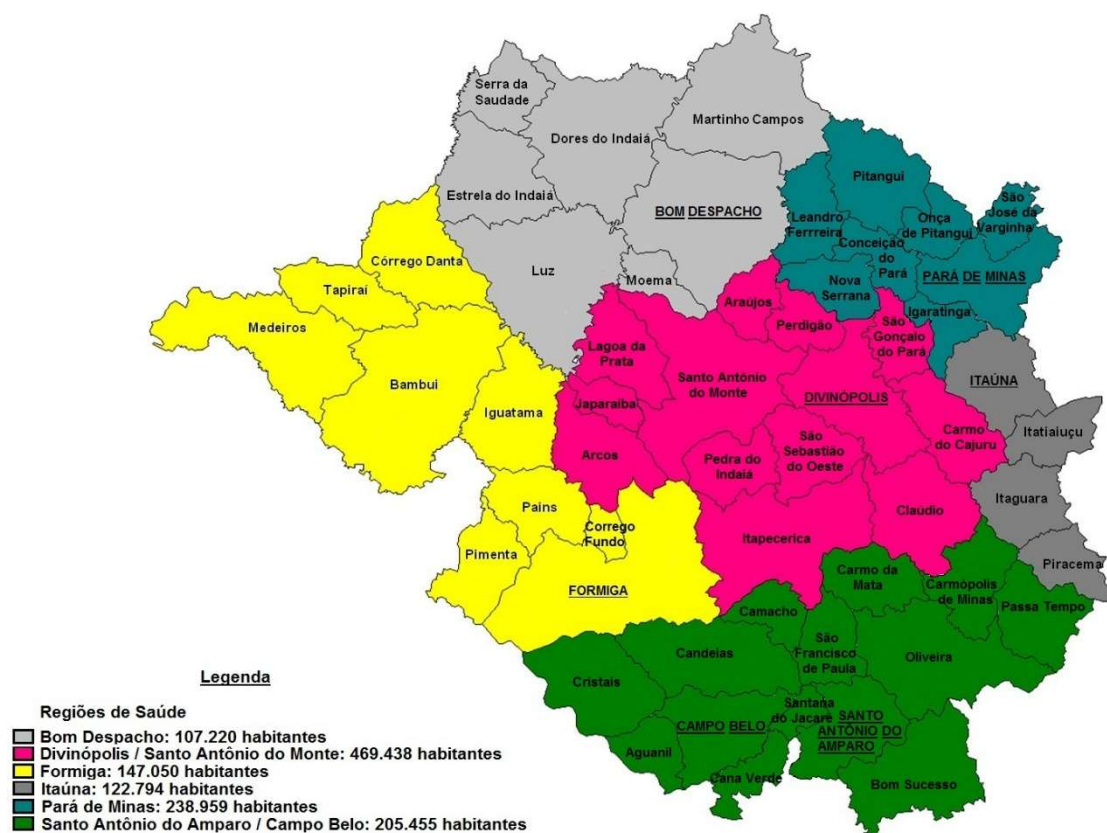 Serra da
Saudade
Dores do Indaiá
Martinho Campos
Estrela do Indaiá
BOM DESPACHO
Pitangui
São
José da
Varginha
Leandro
Ferrreira
Onça
de Pitangui
Conceição
do
Pará
PARÁ DE MINAS
Córrego Danta
Luz
Moema
Nova
Serrana
Tapiraí
Araújos
Igaratinga
Medeiros
Perdigão
São
Gonçalo
do Pará
Lagoa da
Prata
ITAÚNA
Bambui
Santo Antônio
do Monte
DIVINÓPOLIS
Iguatama
Japaraíba
Itatiaiuçu
Carmo
do Cajuru
Arcos
Pedra do
Indaiá
São
Sebastião
do Oeste
Itaguara
Pains
Claúdio
Corrego
Fundo
Itapecerica
Pimenta
Piracema
FORMIGA
Carmo da
Mata
Carmópolis
de Minas
Passa Tempo
Camacho
São
Francisco
de Paula
Candeias
Oliveira
Cristais
Santana
do Jacaré
CAMPO BELO
SANTO
ANTÔNIO DO
AMPARO
Aguanil
Cana Verde
Bom Sucesso
Legenda
Regiões de Saúde
Bom Despacho: 107.220 habitantes
Divinópolis / Santo Antônio do Monte: 469.438 habitantes
Formiga: 147.050 habitantes
Itaúna: 122.794 habitantes
Pará de Minas: 238.959 habitantes
Santo Antônio do Amparo / Campo Belo: 205.455 habitantes